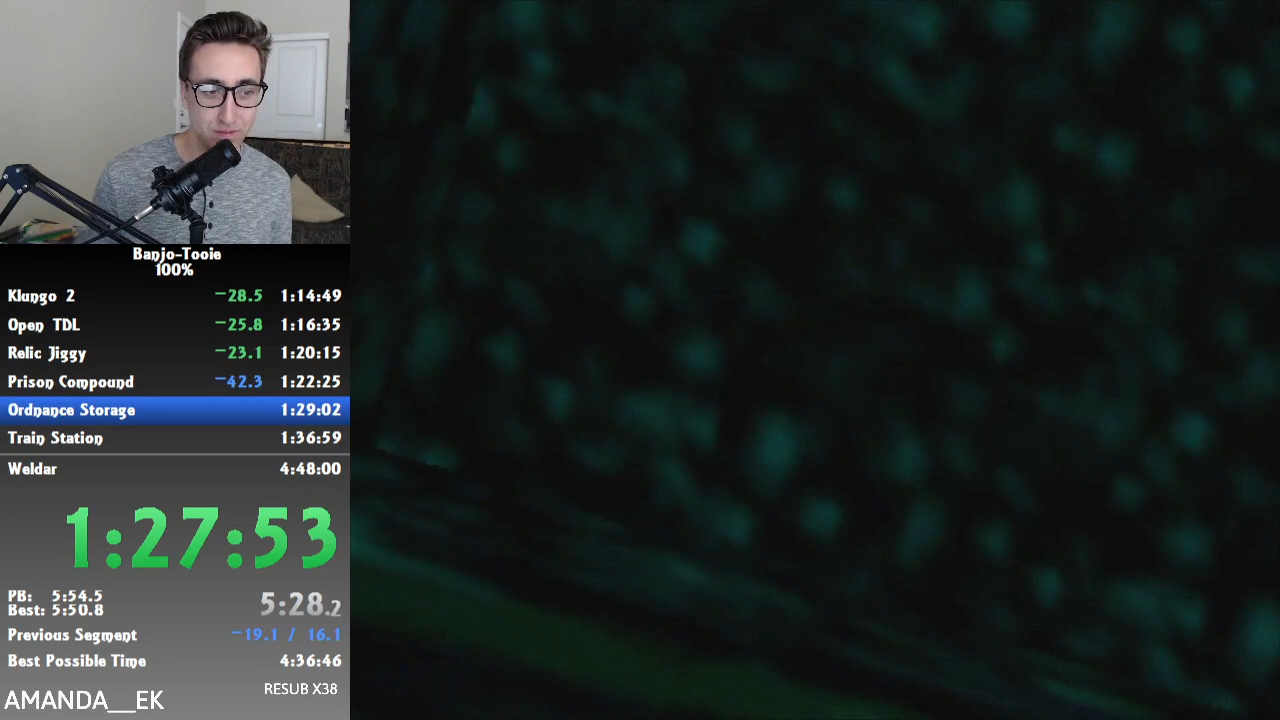 Banjo-Tooie
100%
Klungo 2 -28.5 1:14:49
Open TDL -25.8 1:16:35
Relic Jiggy -23.1 1:20:15
Prison Compound -42.3 1:22:25
Ordnance Storage 1:29:02
Train Station 1:36:59
Weldar 4:48:00
1:27:53
PB: 5:54.5
Best: 5:50.8
5:28.2
Previous Segment -19.1 / 16.1
Best Possible Time 4:36:46
AMANDA__EK RESUB X38